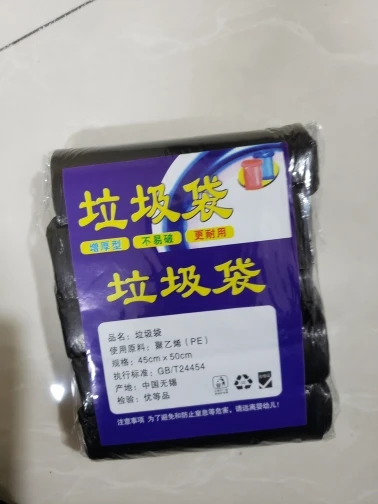 垃圾袋
增厚型 不易破 更耐用
垃圾袋
品名：垃圾袋
使用原料：聚乙烯（PE）
规格：45cm×50cm
执行标准：GB/T24454
产地：中国无锡
检验：优等品
注意事项 为了避免和防止窒息等危害，请远离婴幼儿！